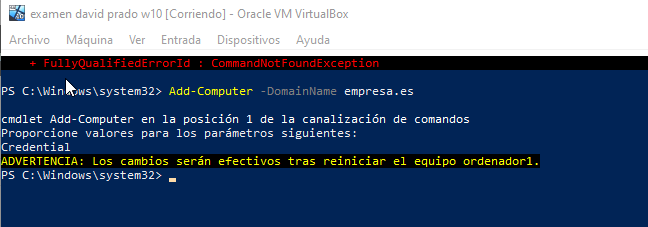 examen david prado w10 [Corriendo] - Oracle VM VirtualBox
Archivo Máquina Ver Entrada Dispositivos Ayuda
+ FullyQualifiedErrorId : CommandNotFoundException
PS C:\Windows\system32> Add-Computer -DomainName empresa.es
cmdlet Add-Computer en la posición 1 de la canalización de comandos
Proporcione valores para los parámetros siguientes:
Credential
ADVERTENCIA: Los cambios serán efectivos tras reiniciar el equipo ordenador1.
PS C:\Windows\system32>